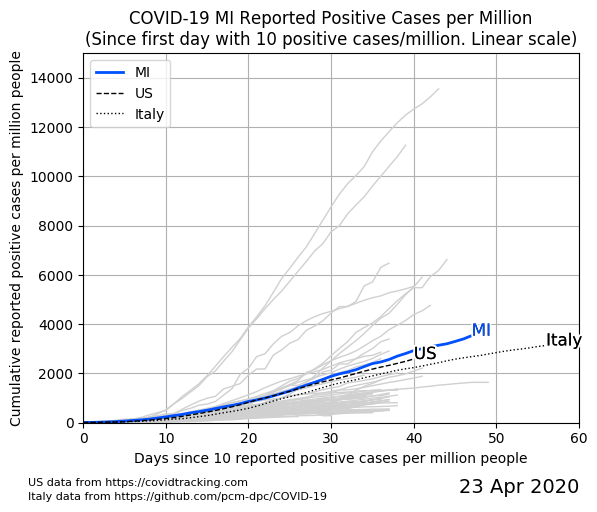 COVID-19 MI Reported Positive Cases per Million
(Since first day with 10 positive cases/million. Linear scale)
Cumulative reported positive cases per million people
14000
12000
10000
8000
6000
4000
2000
0
MI
US
Italy
MI
US
Italy
0 10 20 30 40 50 60
Days since 10 reported positive cases per million people
US data from https://covidtracking.com
Italy data from https://github.com/pcm-dpc/COVID-19
23 Apr 2020